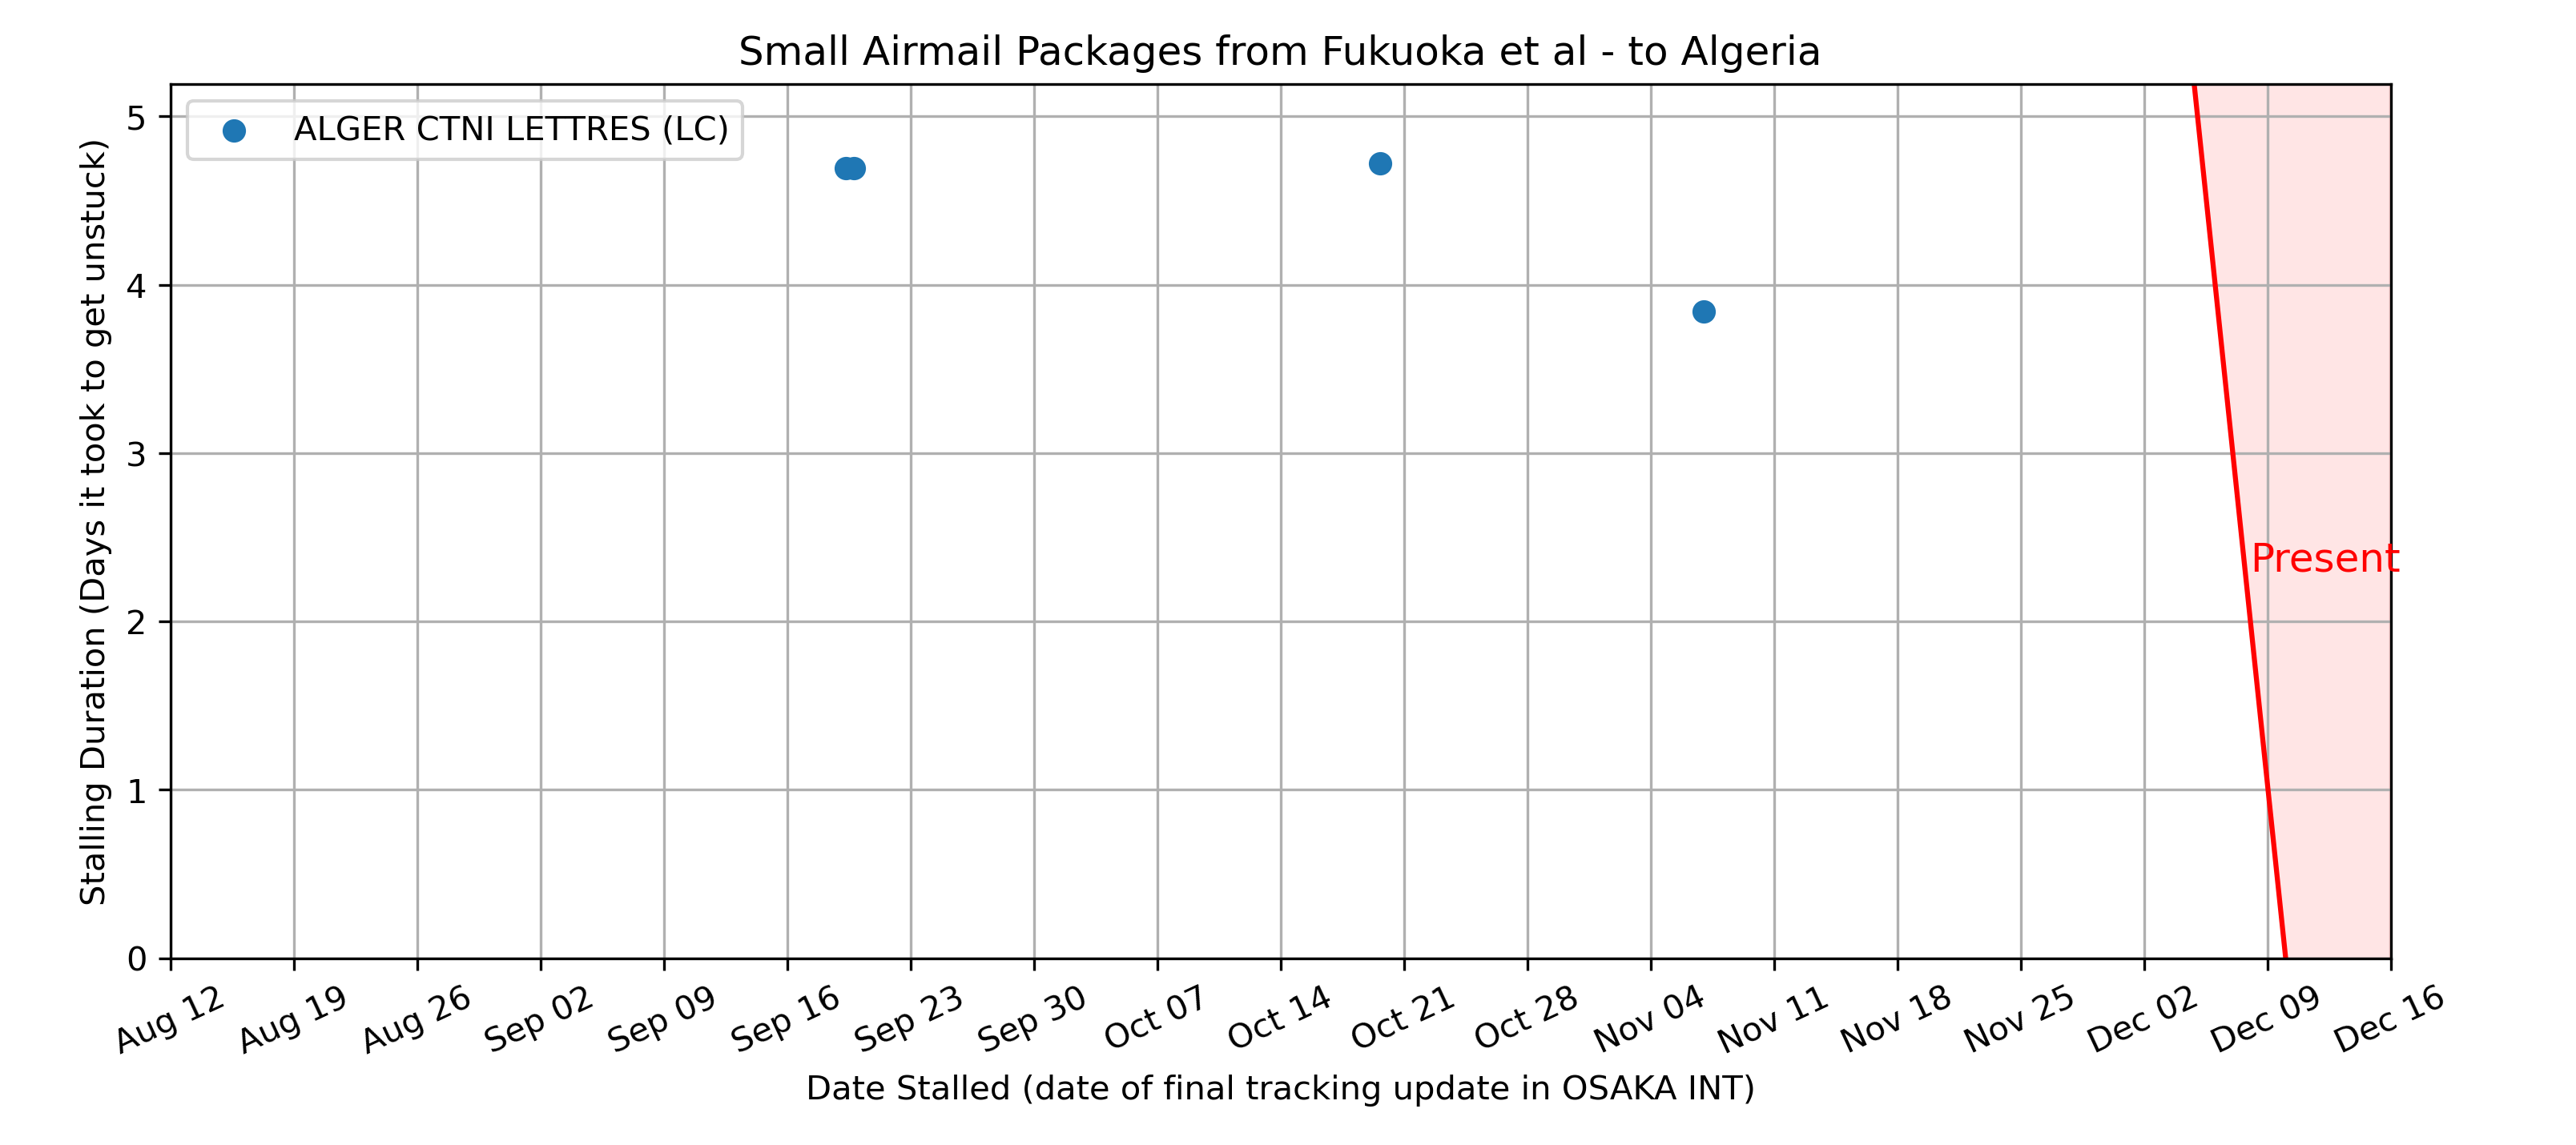 Small Airmail Packages from Fukuoka et al - to Algeria
ALGER CTNI LETTRES (LC)
Stalling Duration (Days it took to get unstuck)
5
4
3
2
1
0
Present
Aug 12
Aug 19
Aug 26
Sep 02
Sep 09
Sep 16
Sep 23
Sep 30
Oct 07
Oct 14
Oct 21
Oct 28
Nov 04
Nov 11
Nov 18
Nov 25
Dec 02
Dec 09
Dec 16
Date Stalled (date of final tracking update in OSAKA INT)